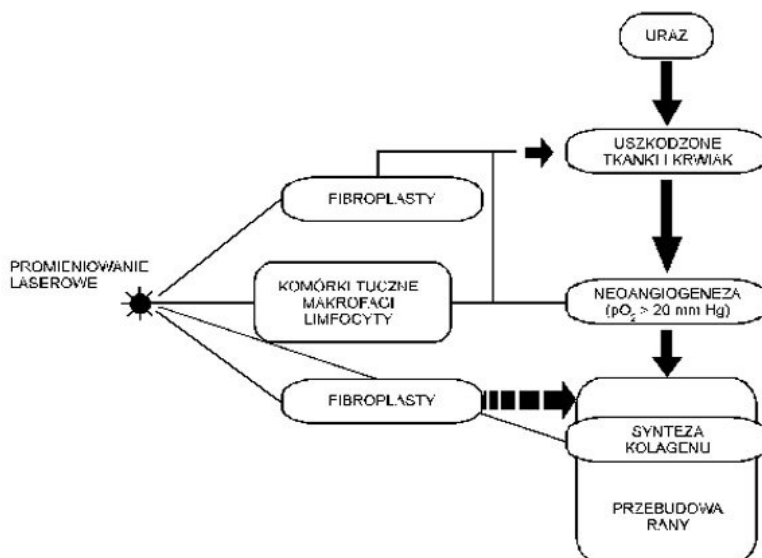 URAZ
USZKODZONE
TKANKI I KRWIAK
FIBROPLASTY
PROMIENIOWANIE
LASEROWE
KOMÓRKI TUCZNE
MAKROFAGI
LIMFOCYTY
NEOANGIOGENEZA
(pO₂ > 20 mm Hg)
FIBROPLASTY
SYNTEZA
KOLAGENU
PRZEBUDOWA
RANY